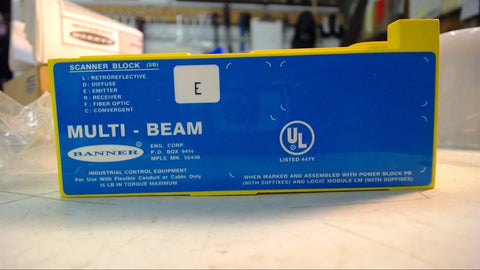 BANNER
SCANNER BLOCK (SB)
L : RETROREFLECTIVE
D : DIFFUSE
E : EMITTER
R : RECEIVER
F : FIBER OPTIC
C : CONVERGENT
E
MULTI - BEAM
BANNER
ENG. CORP.
P.O. BOX 9414
MPLS. MN. 55440
UL
LISTED 447Y
INDUSTRIAL CONTROL EQUIPMENT
For Use With Flexible Conduit or Cable Only
15 LB-IN TORQUE MAXIMUM
WHEN MARKED AND ASSEMBLED WITH POWER BLOCK PB
(WITH SUFFIXES) AND LOGIC MODULE LM (WITH SUFFIXES)